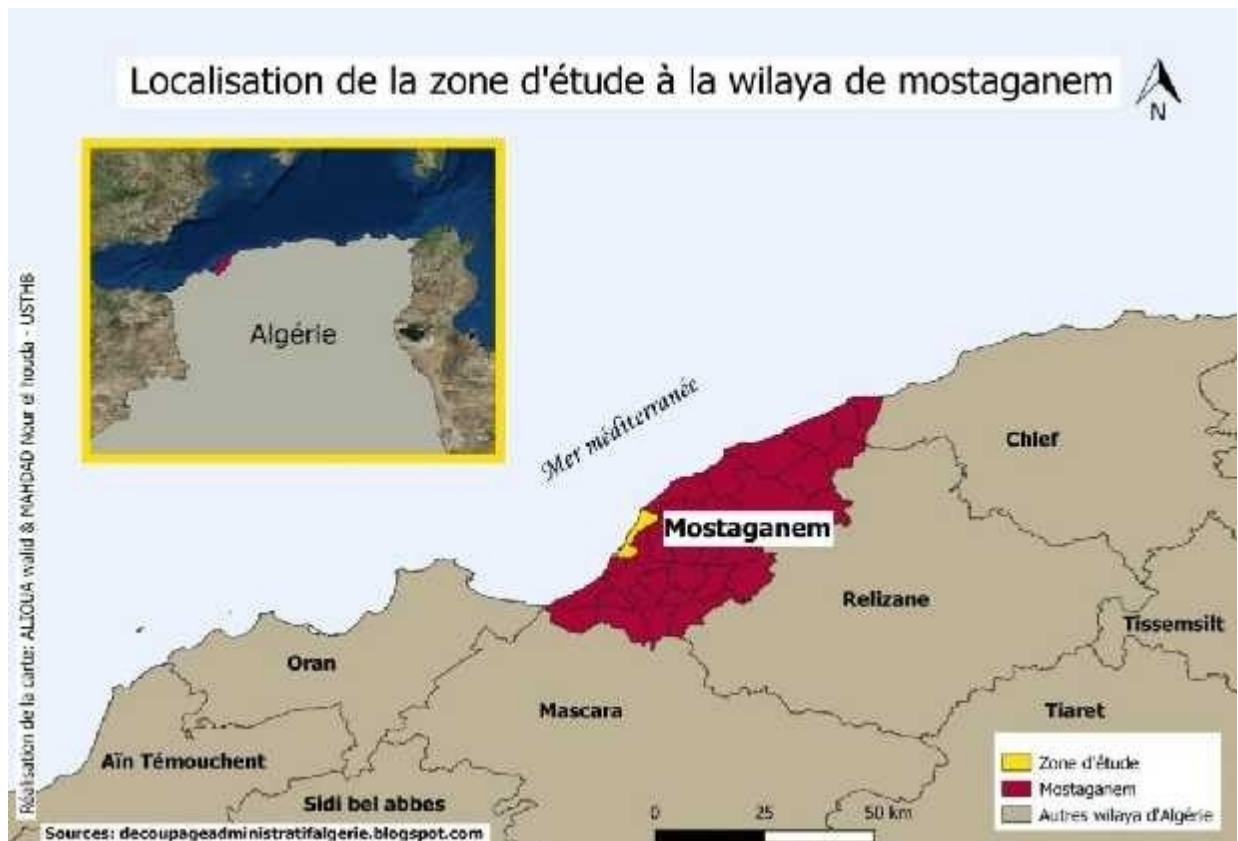 Localisation de la zone d'étude à la wilaya de mostaganem
N
Algérie
Mer méditerranée
Chlef
Mostaganem
Relizane
Tissemsilt
Oran
Mascara
Tiaret
Aïn Témouchent
Sidi bel abbes
Zone d'étude
Mostaganem
Autres wilaya d'Algérie
0 25 50 km
Sources: decoupageadministratifalgerie.blogspot.com
Réalisation de la carte: ALIOUA walid & MAHDAD Nour el houda - USTHB